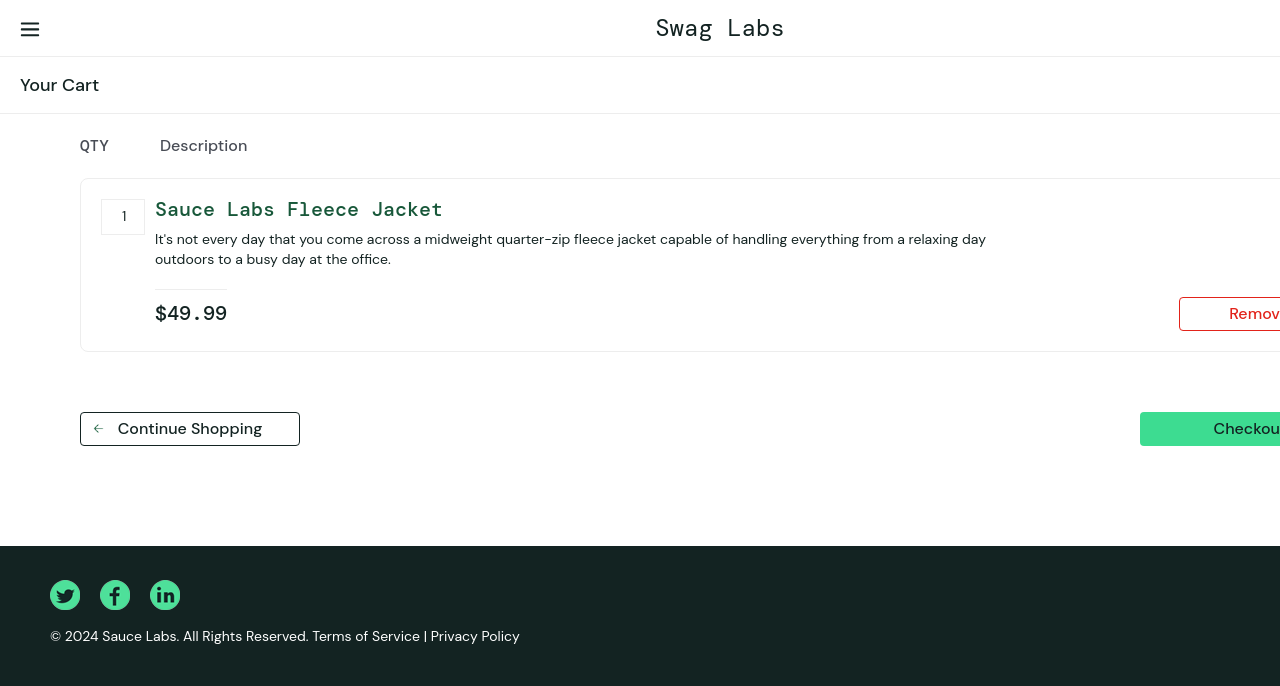 Swag Labs
Your Cart
QTY Description
1
Sauce Labs Fleece Jacket
It's not every day that you come across a midweight quarter-zip fleece jacket capable of handling everything from a relaxing day
outdoors to a busy day at the office.
$49.99
Remov
Continue Shopping
Checkou
© 2024 Sauce Labs. All Rights Reserved. Terms of Service | Privacy Policy